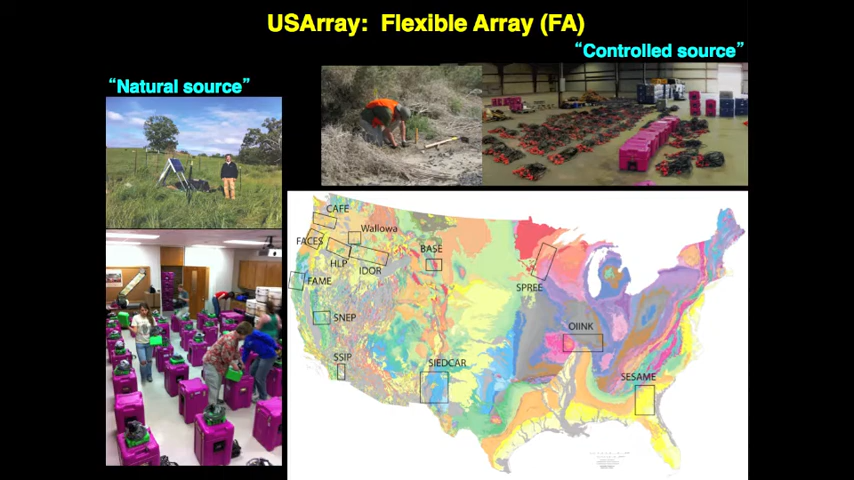 USArray: Flexible Array (FA)
“Controlled source”
“Natural source”
CAFE
Wallowa
FACES
BASE
HLP
IDOR
FAME
SPREE
SNEP
OIINK
SSIP
SIEDCAR
SESAME